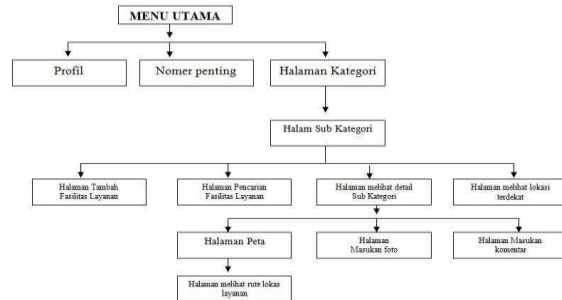 MENU UTAMA
Profil
Nomer penting
Halaman Kategori
Halam Sub Kategori
Halaman Tambah
Fasilitas Layanan
Halaman Pencarian
Fasilitas Layanan
Halaman melihat detail
Sub Kategori
Halaman melihat lokasi
terdekat
Halaman Peta
Halaman
Masukan foto
Halaman Masukan
komentar
Halaman melihat rute lokas
layanan